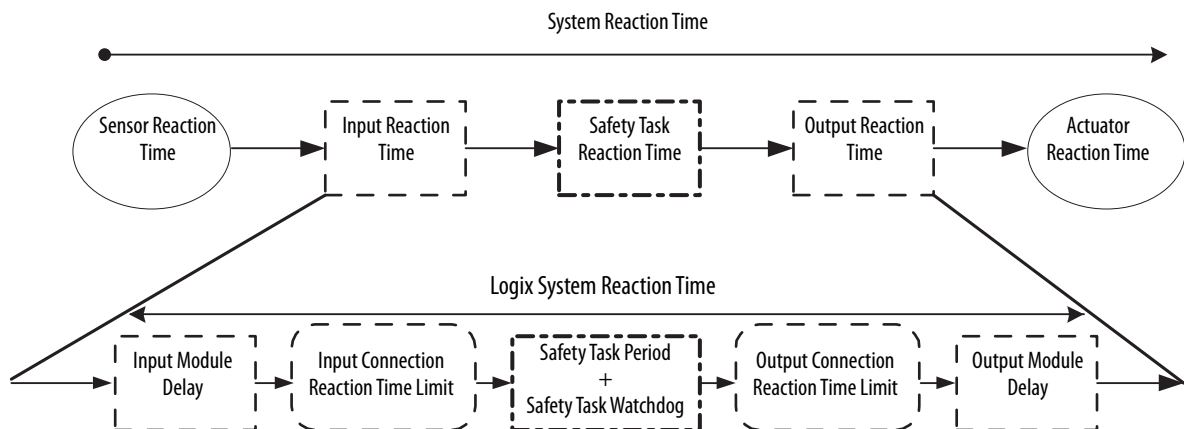 System Reaction Time
Sensor Reaction
Time
Input Reaction
Time
Safety Task
Reaction Time
Output Reaction
Time
Actuator
Reaction Time
Logix System Reaction Time
Input Module
Delay
Input Connection
Reaction Time Limit
Safety Task Period
+
Safety Task Watchdog
Output Connection
Reaction Time Limit
Output Module
Delay